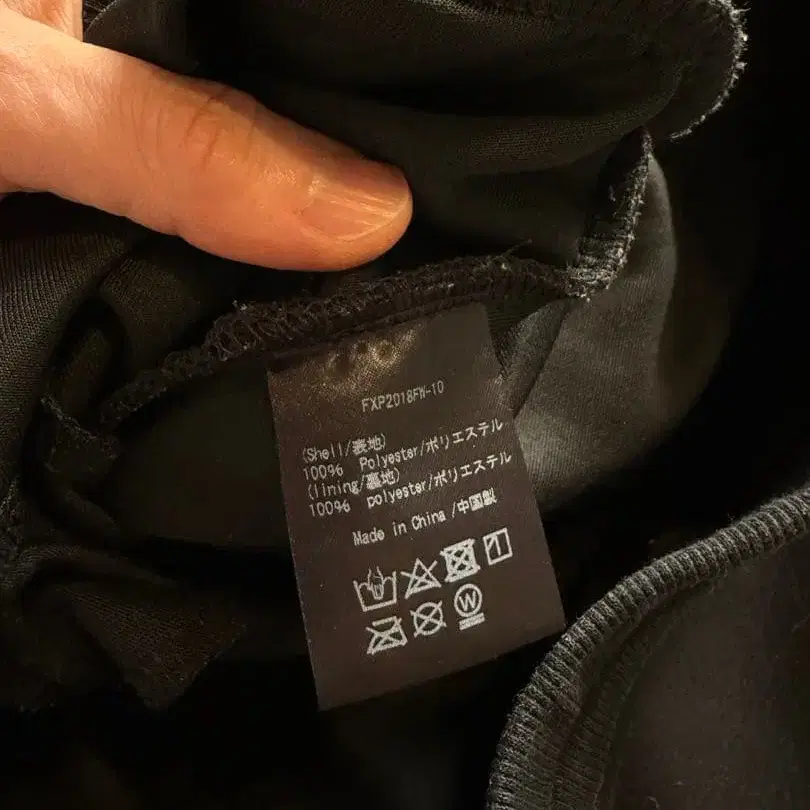 FXP2018FW-10
(Shell/表地)
100% Polyester/ポリエステル
(lining/裏地)
100% polyester/ポリエステル
Made in China /中国製
W